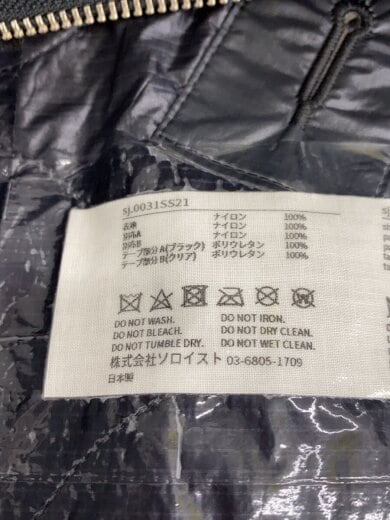 sj.0031SS21
表地 ナイロン 100%
別布A ナイロン 100%
別布B ナイロン 100%
テープ部分 A(ブラック) ポリウレタン 100%
テープ部分 B(クリア) ポリウレタン 100%
DO NOT WASH. DO NOT IRON.
DO NOT BLEACH. DO NOT DRY CLEAN.
DO NOT TUMBLE DRY. DO NOT WET CLEAN.
株式会社ソロイスト 03-6805-1709
日本製